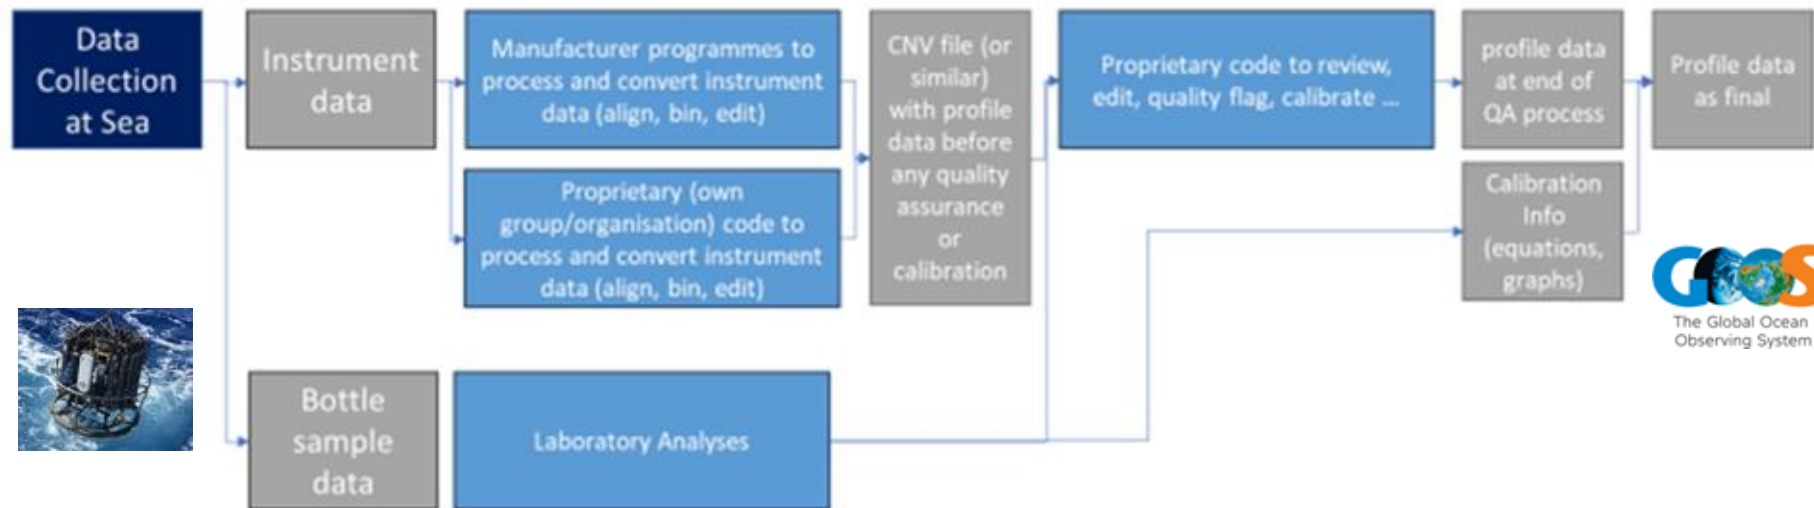 Data
Collection
at Sea
Instrument
data
Manufacturer programmes to
process and convert instrument
data (align, bin, edit)
Proprietary (own
group/organisation) code to
process and convert instrument
data (align, bin, edit)
CNV file (or
similar)
with profile
data before
any quality
assurance
or
calibration
Proprietary code to review,
edit, quality flag, calibrate ...
profile data
at end of
QA process
Profile data
as final
Calibration
Info
(equations,
graphs)
Bottle
sample
data
Laboratory Analyses
GOOS
The Global Ocean
Observing System